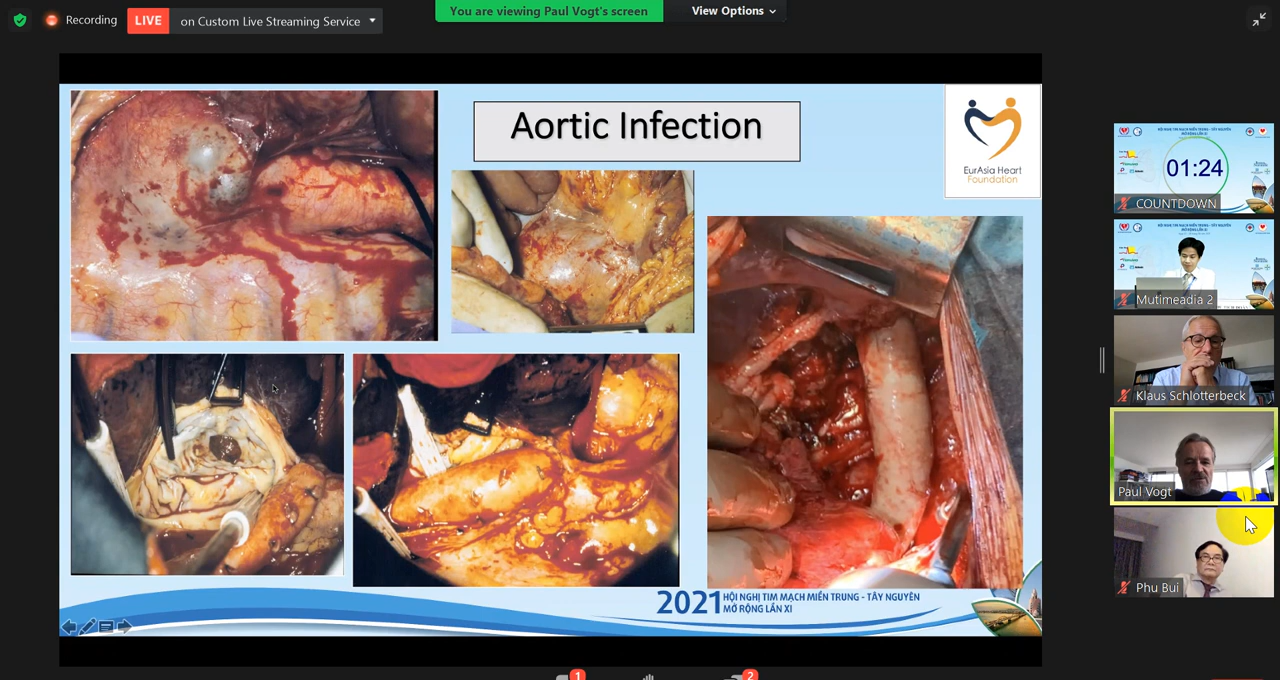 Recording
LIVE
on Custom Live Streaming Service
You are viewing Paul Vogt's screen
View Options
Aortic Infection
EurAsia Heart
Foundation
2021
HỘI NGHỊ TIM MẠCH MIỀN TRUNG - TÂY NGUYÊN
MỞ RỘNG LẦN XI
01:24
COUNTDOWN
Mutimeadia 2
Klaus Schlotterbeck
Paul Vogt
Phu Bui
1
2